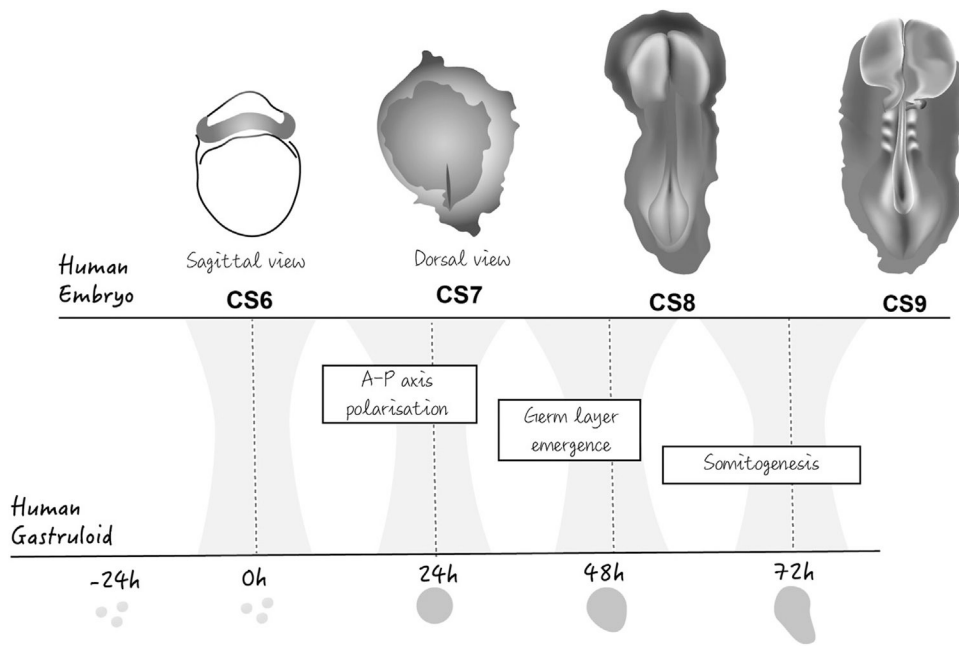 Sagittal view
Dorsal view
Human
Embryo
CS6
CS7
CS8
CS9
A-P axis
polarisation
Germ layer
emergence
Somitogenesis
Human
Gastruloid
-24h
0h
24h
48h
72h